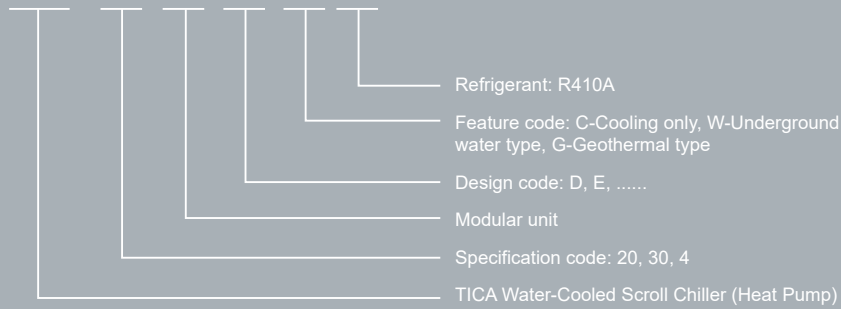 Refrigerant: R410A
Feature code: C-Cooling only, W-Underground
water type, G-Geothermal type
Design code: D, E, ......
Modular unit
Specification code: 20, 30, 4
TICA Water-Cooled Scroll Chiller (Heat Pump)